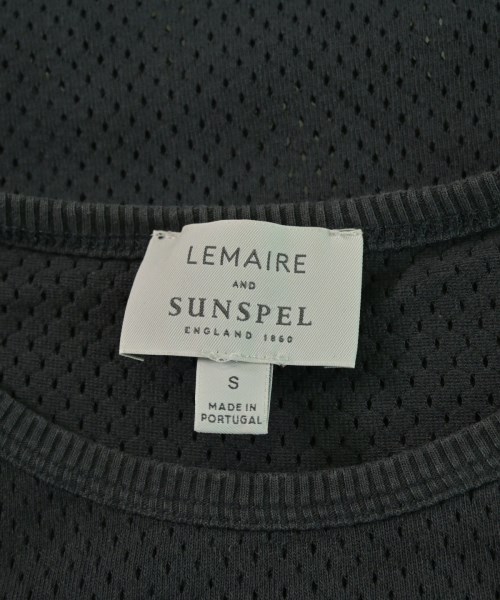 LEMAIRE
AND
SUNSPEL
ENGLAND 1860
S
MADE IN
PORTUGAL